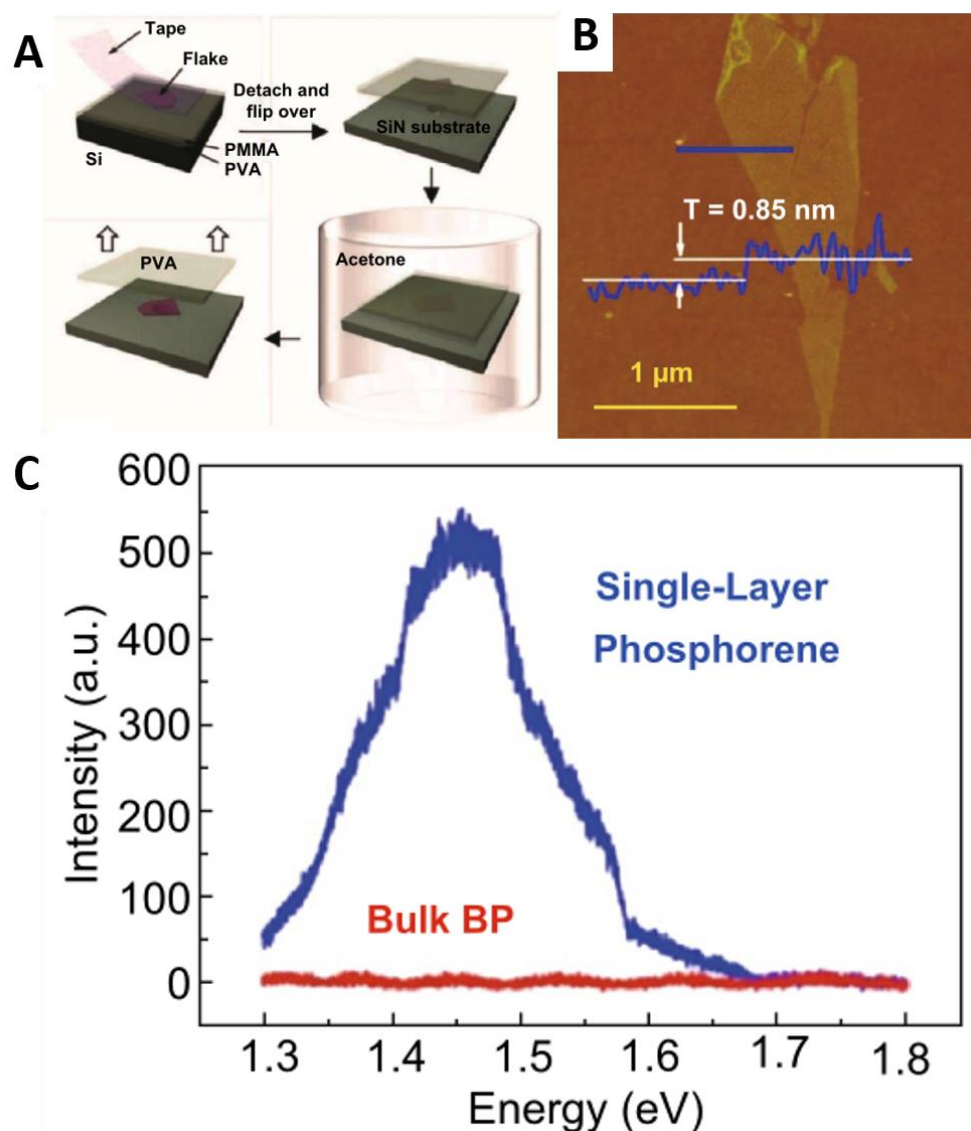 A
Tape
Flake
Si
PMMA
PVA
Detach and
flip over
SiN substrate
PVA
Acetone
B
T = 0.85 nm
1 μm
C
Intensity (a.u.)
600
500
400
300
200
100
0
Single-Layer
Phosphorene
Bulk BP
1.3 1.4 1.5 1.6 1.7 1.8
Energy (eV)